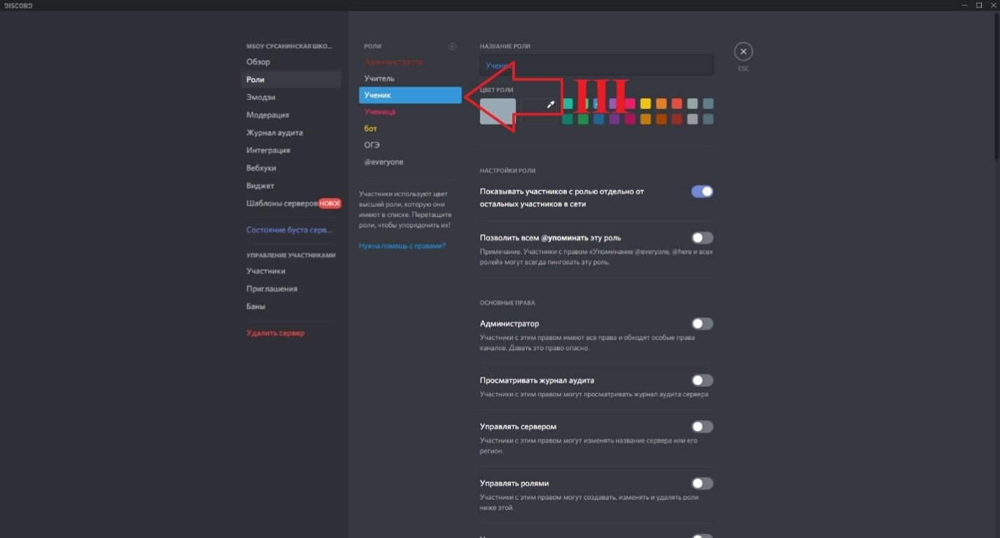 DISCORD
МБОУ СУСАНИНСКАЯ ШКО...
Обзор
Роли
Эмодзи
Модерация
Журнал аудита
Интеграция
Вебхуки
Виджет
Шаблоны серверов НОВОЕ
Состояние буста серв...
УПРАВЛЕНИЕ УЧАСТНИКАМИ
Участники
Приглашения
Баны
Удалить сервер
РОЛИ
Администратор
Учитель
Ученик
Ученица
бот
ОГЭ
@everyone
Участники используют цвет
высшей роли, которую они
имеют в списке. Перетащите
роли, чтобы упорядочить их!
Нужна помощь с правами?
НАЗВАНИЕ РОЛИ
Ученик
ЦВЕТ РОЛИ
III
НАСТРОЙКИ РОЛИ
Показывать участников с ролью отдельно от
остальных участников в сети
Позволить всем @упоминать эту роль
Примечание. Участники с правом «Упоминание @everyone, @here и всех
ролей» могут всегда пинговать эту роль.
ОСНОВНЫЕ ПРАВА
Администратор
Участники с этим правом имеют все права и обходят особые права
каналов. Давать это право опасно.
Просматривать журнал аудита
Участники с этим правом могут просматривать журнал аудита сервера
Управлять сервером
Участники с этим правом могут изменять название сервера или его
регион.
Управлять ролями
Участники с этим правом могут создавать, изменять и удалять роли
ниже этой.
ESC